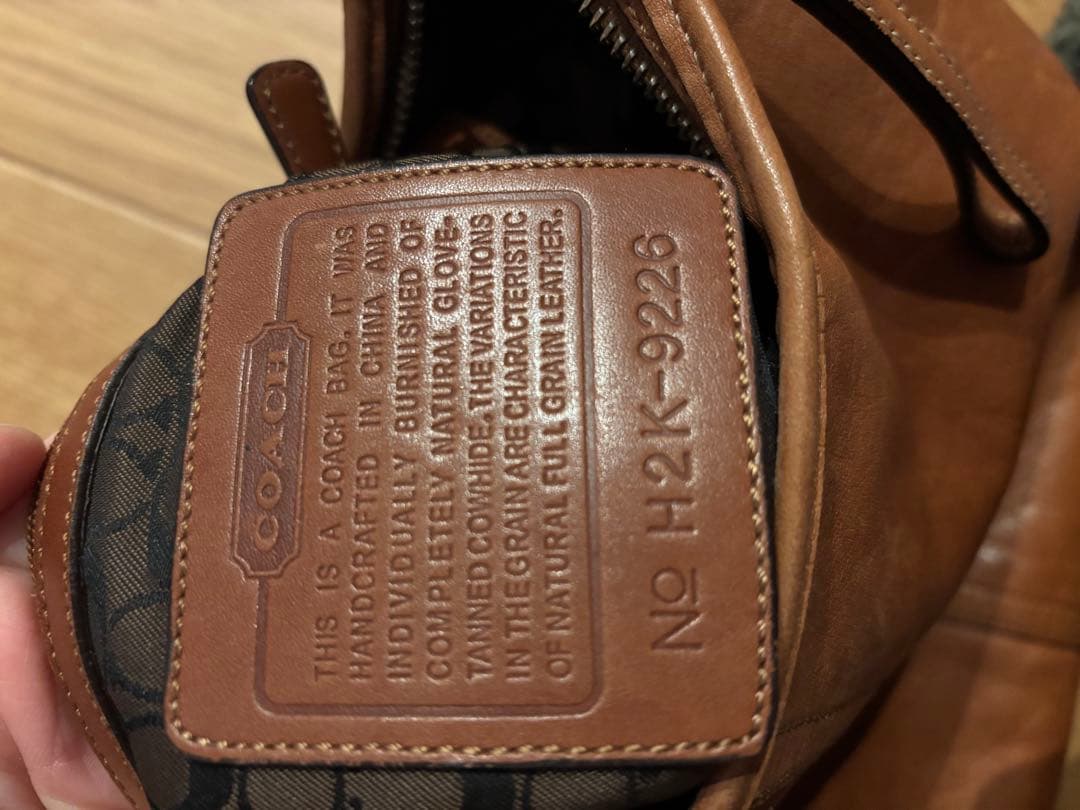 COACH
THIS IS A COACH BAG. IT WAS
HANDCRAFTED IN CHINA AND
INDIVIDUALLY BURNISHED OF
COMPLETELY NATURAL GLOVE-
TANNED COWHIDE. THE VARIATIONS
IN THE GRAIN ARE CHARACTERISTIC
OF NATURAL FULL GRAIN LEATHER.
Nº H2K-9226